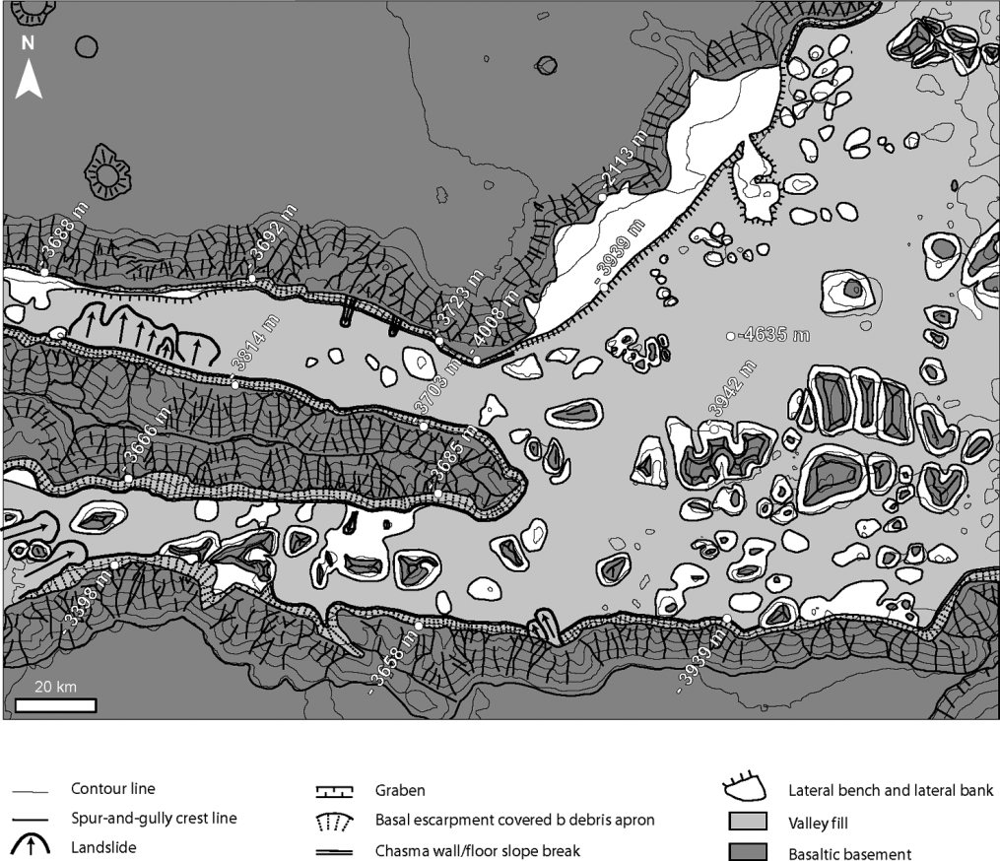 N
-2113 m
-3688 m
-3692 m
-3939 m
-3723 m
-4008 m
-3814 m
-4635 m
-3703 m
-3942 m
-3666 m
-3685 m
-3398 m
-3658 m
-3939 m
20 km
Contour line
Spur-and-gully crest line
Landslide
Graben
Basal escarpment covered b debris apron
Chasma wall/floor slope break
Lateral bench and lateral bank
Valley fill
Basaltic basement